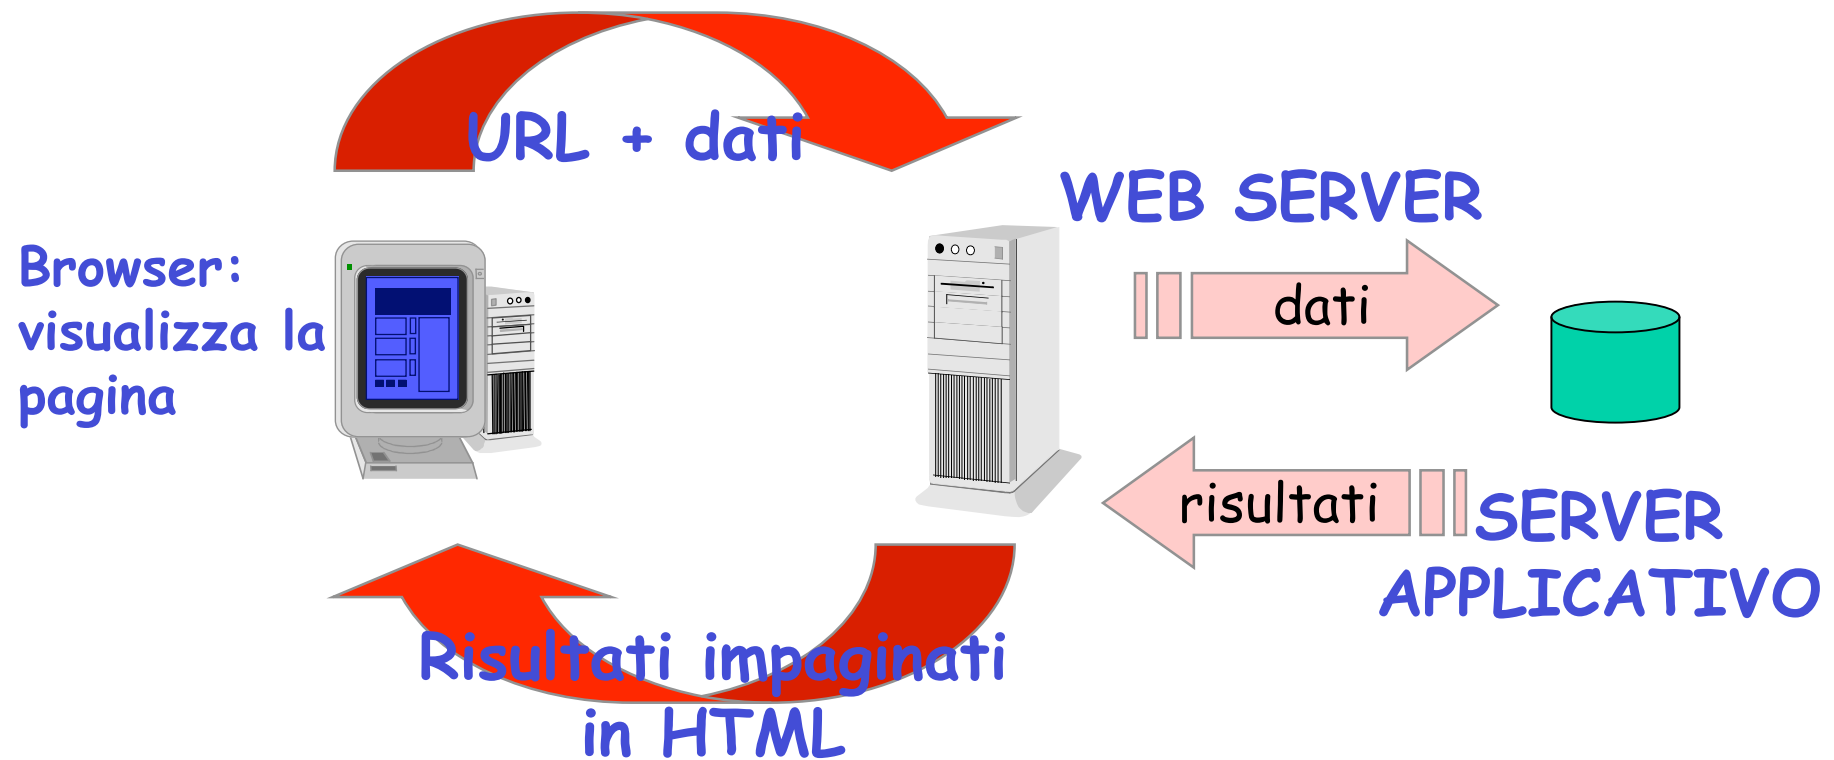 URL + dati
WEB SERVER
Browser:
visualizza la
pagina
dati
risultati
SERVER
APPLICATIVO
Risultati impaginati
in HTML